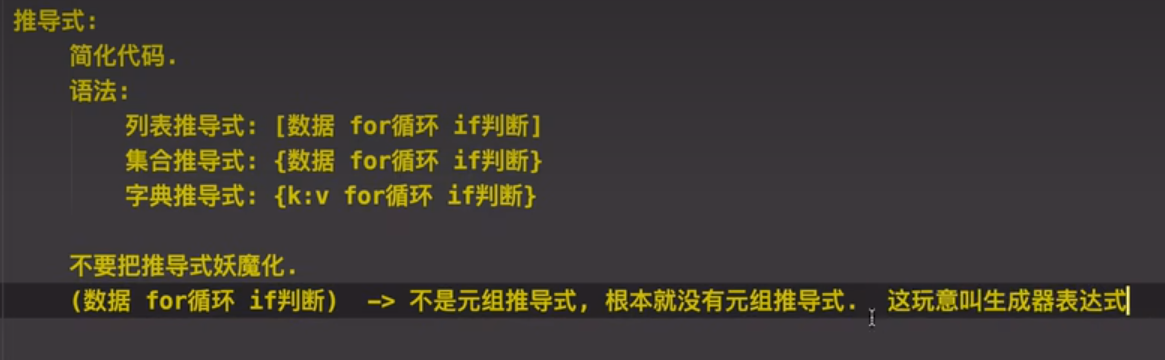 推导式:
简化代码.
语法:
列表推导式: [数据 for循环 if判断]
集合推导式: {数据 for循环 if判断}
字典推导式: {k:v for循环 if判断}
不要把推导式妖魔化.
(数据 for循环 if判断) -> 不是元组推导式, 根本就没有元组推导式. 这玩意叫生成器表达式